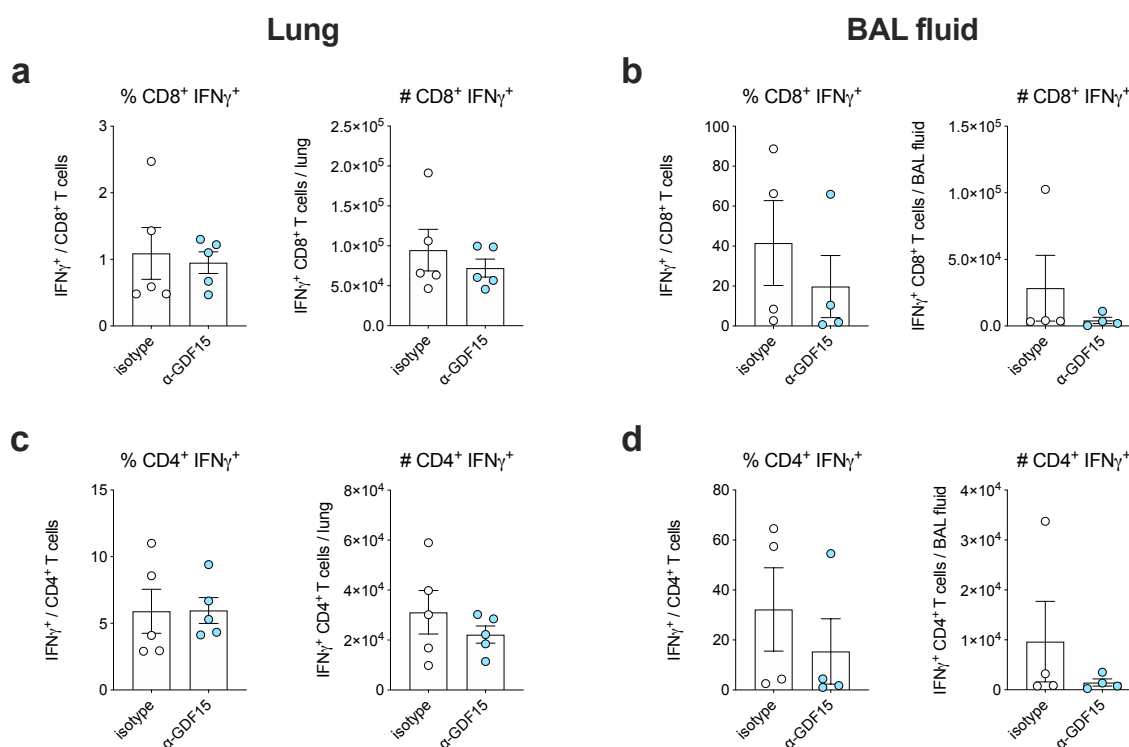 Lung
BAL fluid
a
% CD8⁺ IFNγ⁺
IFNγ⁺ / CD8⁺ T cells
3
2
1
0
isotype
α-GDF15
# CD8⁺ IFNγ⁺
IFNγ⁺ CD8⁺ T cells / lung
2.5×10⁵
2.0×10⁵
1.5×10⁵
1.0×10⁵
5.0×10⁴
0.0
isotype
α-GDF15
b
% CD8⁺ IFNγ⁺
IFNγ⁺ / CD8⁺ T cells
100
80
60
40
20
0
isotype
α-GDF15
# CD8⁺ IFNγ⁺
IFNγ⁺ CD8⁺ T cells / BAL fluid
1.5×10⁵
1.0×10⁵
5.0×10⁴
0.0
isotype
α-GDF15
c
% CD4⁺ IFNγ⁺
IFNγ⁺ / CD4⁺ T cells
15
10
5
0
isotype
α-GDF15
# CD4⁺ IFNγ⁺
IFNγ⁺ CD4⁺ T cells / lung
8×10⁴
6×10⁴
4×10⁴
2×10⁴
0
isotype
α-GDF15
d
% CD4⁺ IFNγ⁺
IFNγ⁺ / CD4⁺ T cells
80
60
40
20
0
isotype
α-GDF15
# CD4⁺ IFNγ⁺
IFNγ⁺ CD4⁺ T cells / BAL fluid
4×10⁴
3×10⁴
2×10⁴
1×10⁴
0
isotype
α-GDF15